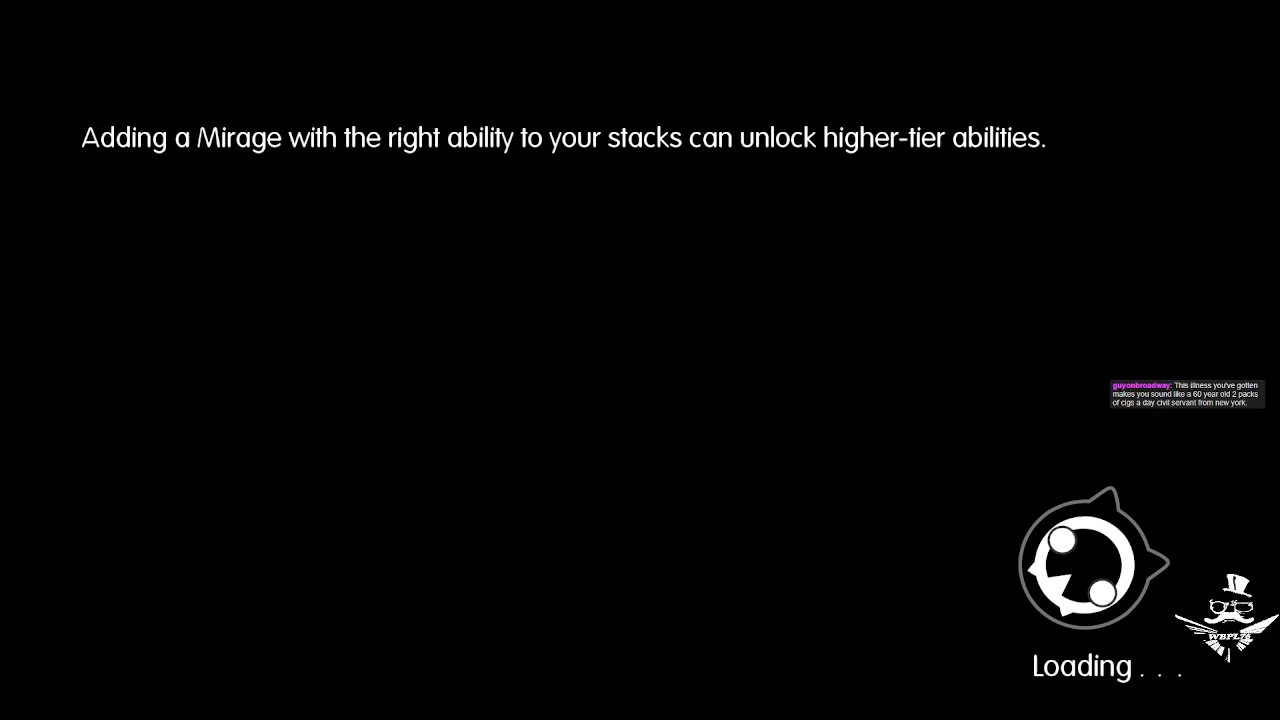 Adding a Mirage with the right ability to your stacks can unlock higher-tier abilities.
guyonbroadway: This illness you've gotten
makes you sound like a 60 year old 2 packs
of cigs a day civil servant from new york.
Loading . . .